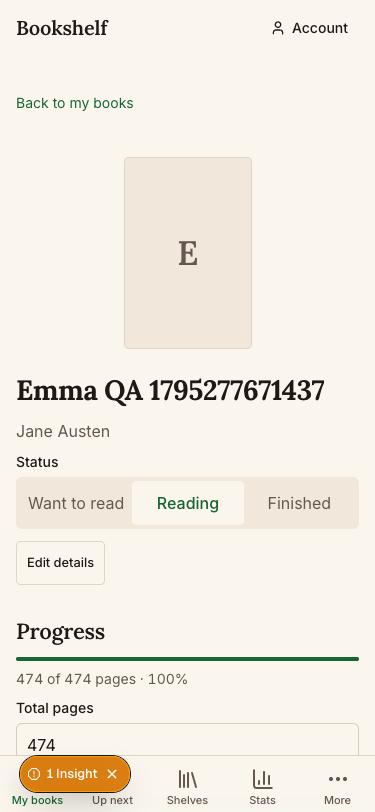 Bookshelf
Account
Back to my books
E
Emma QA 1795277671437
Jane Austen
Status
Want to read Reading Finished
Edit details
Progress
474 of 474 pages · 100%
Total pages
474
1 Insight
My books Up next Shelves Stats More